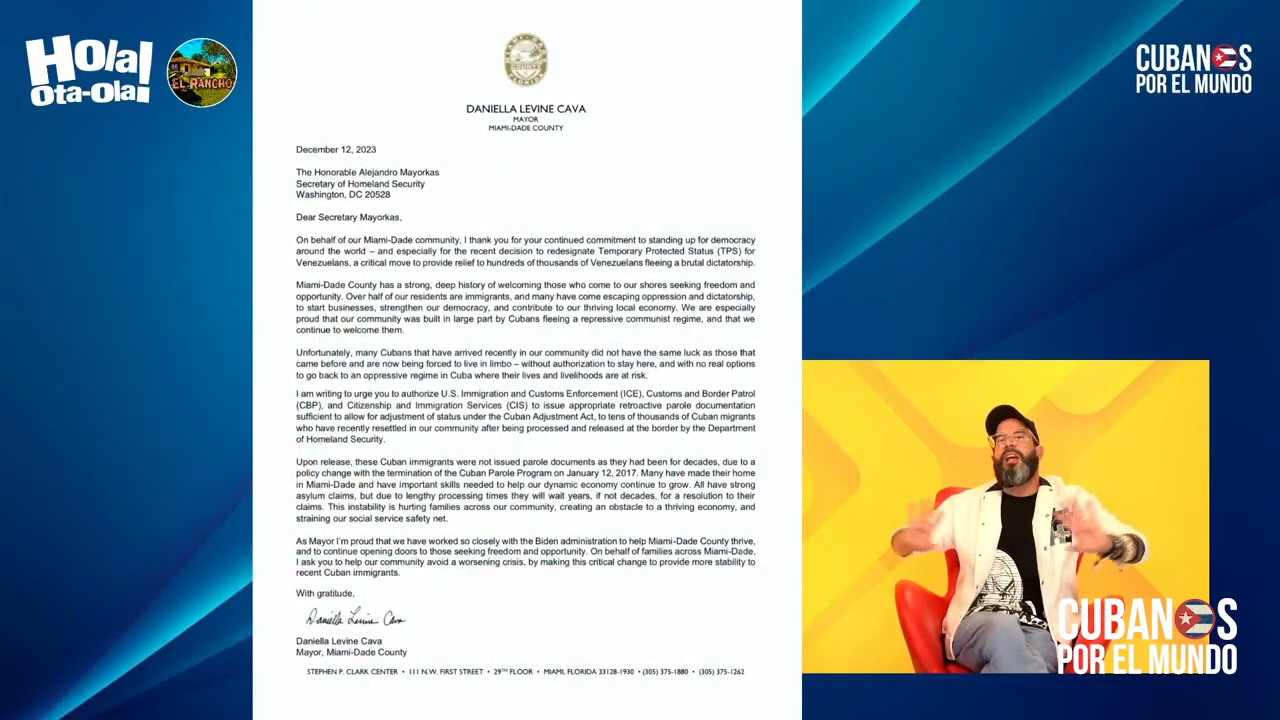 Hola!
Ota-Ola!
EL RANCHO
CUBANOS
POR EL MUNDO
MIAMI-DADE
COUNTY
FLORIDA
DANIELLA LEVINE CAVA
MAYOR
MIAMI-DADE COUNTY
December 12, 2023
The Honorable Alejandro Mayorkas
Secretary of Homeland Security
Washington, DC 20528
Dear Secretary Mayorkas,
On behalf of our Miami-Dade community, I thank you for your continued commitment to standing up for democracy
around the world – and especially for the recent decision to redesignate Temporary Protected Status (TPS) for
Venezuelans, a critical move to provide relief to hundreds of thousands of Venezuelans fleeing a brutal dictatorship.
Miami-Dade County has a strong, deep history of welcoming those who come to our shores seeking freedom and
opportunity. Over half of our residents are immigrants, and many have come escaping oppression and dictatorship,
to start businesses, strengthen our democracy, and contribute to our thriving local economy. We are especially
proud that our community was built in large part by Cubans fleeing a repressive communist regime, and that we
continue to welcome them.
Unfortunately, many Cubans that have arrived recently in our community did not have the same luck as those that
came before and are now being forced to live in limbo – without authorization to stay here, and with no real options
to go back to an oppressive regime in Cuba where their lives and livelihoods are at risk.
I am writing to urge you to authorize U.S. Immigration and Customs Enforcement (ICE), Customs and Border Patrol
(CBP), and Citizenship and Immigration Services (CIS) to issue appropriate retroactive parole documentation
sufficient to allow for adjustment of status under the Cuban Adjustment Act, to tens of thousands of Cuban migrants
who have recently resettled in our community after being processed and released at the border by the Department
of Homeland Security.
Upon release, these Cuban immigrants were not issued parole documents as they had been for decades, due to a
policy change with the termination of the Cuban Parole Program on January 12, 2017. Many have made their home
in Miami-Dade and have important skills needed to help our dynamic economy continue to grow. All have strong
asylum claims, but due to lengthy processing times they will wait years, if not decades, for a resolution to their
claims. This instability is hurting families across our community, creating an obstacle to a thriving economy, and
straining our social service safety net.
As Mayor I'm proud that we have worked so closely with the Biden administration to help Miami-Dade County thrive,
and to continue opening doors to those seeking freedom and opportunity. On behalf of families across Miami-Dade,
I ask you to help our community avoid a worsening crisis, by making this critical change to provide more stability to
recent Cuban immigrants.
With gratitude,
Daniella Levine Cava
Daniella Levine Cava
Mayor, Miami-Dade County
STEPHEN P. CLARK CENTER • 111 N.W. FIRST STREET • 29TH FLOOR • MIAMI, FLORIDA 33128-1930 • (305) 375-1880 • (305) 375-1262
CUBANOS
POR EL MUNDO